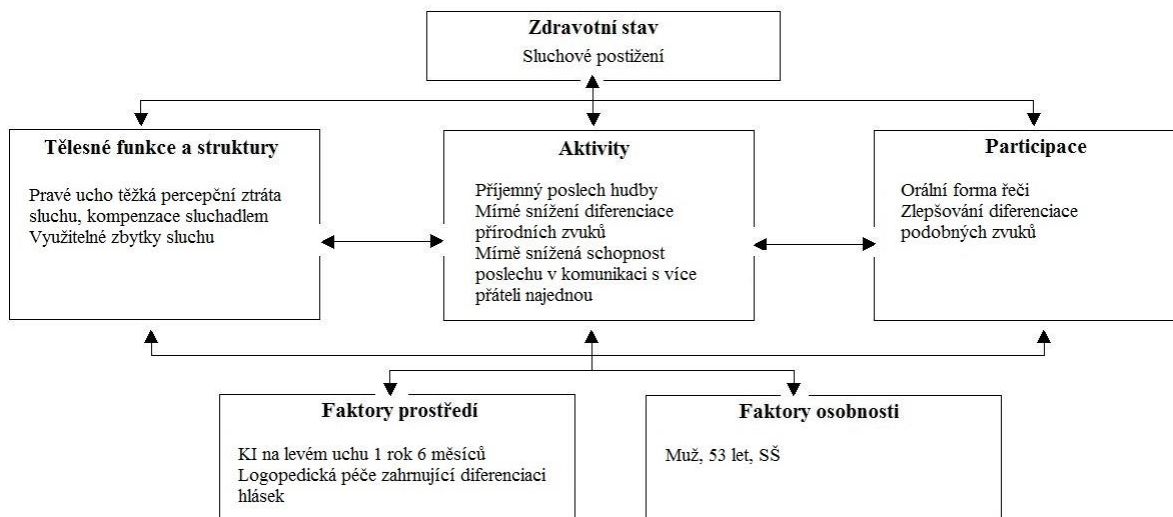 Zdravotní stav
Sluchové postižení
Tělesné funkce a struktury
Pravé ucho těžká percepční ztráta
sluchu, kompenzace sluchadlem
Využitelné zbytky sluchu
Aktivity
Příjemný poslech hudby
Mírné snížení diferenciace
přírodních zvuků
Mírně snížená schopnost
poslechu v komunikaci s více
přáteli najednou
Participace
Orální forma řeči
Zlepšování diferenciace
podobných zvuků
Faktory prostředí
KI na levém uchu 1 rok 6 měsíců
Logopedická péče zahrnující diferenciaci
hlásek
Faktory osobnosti
Muž, 53 let, SŠ